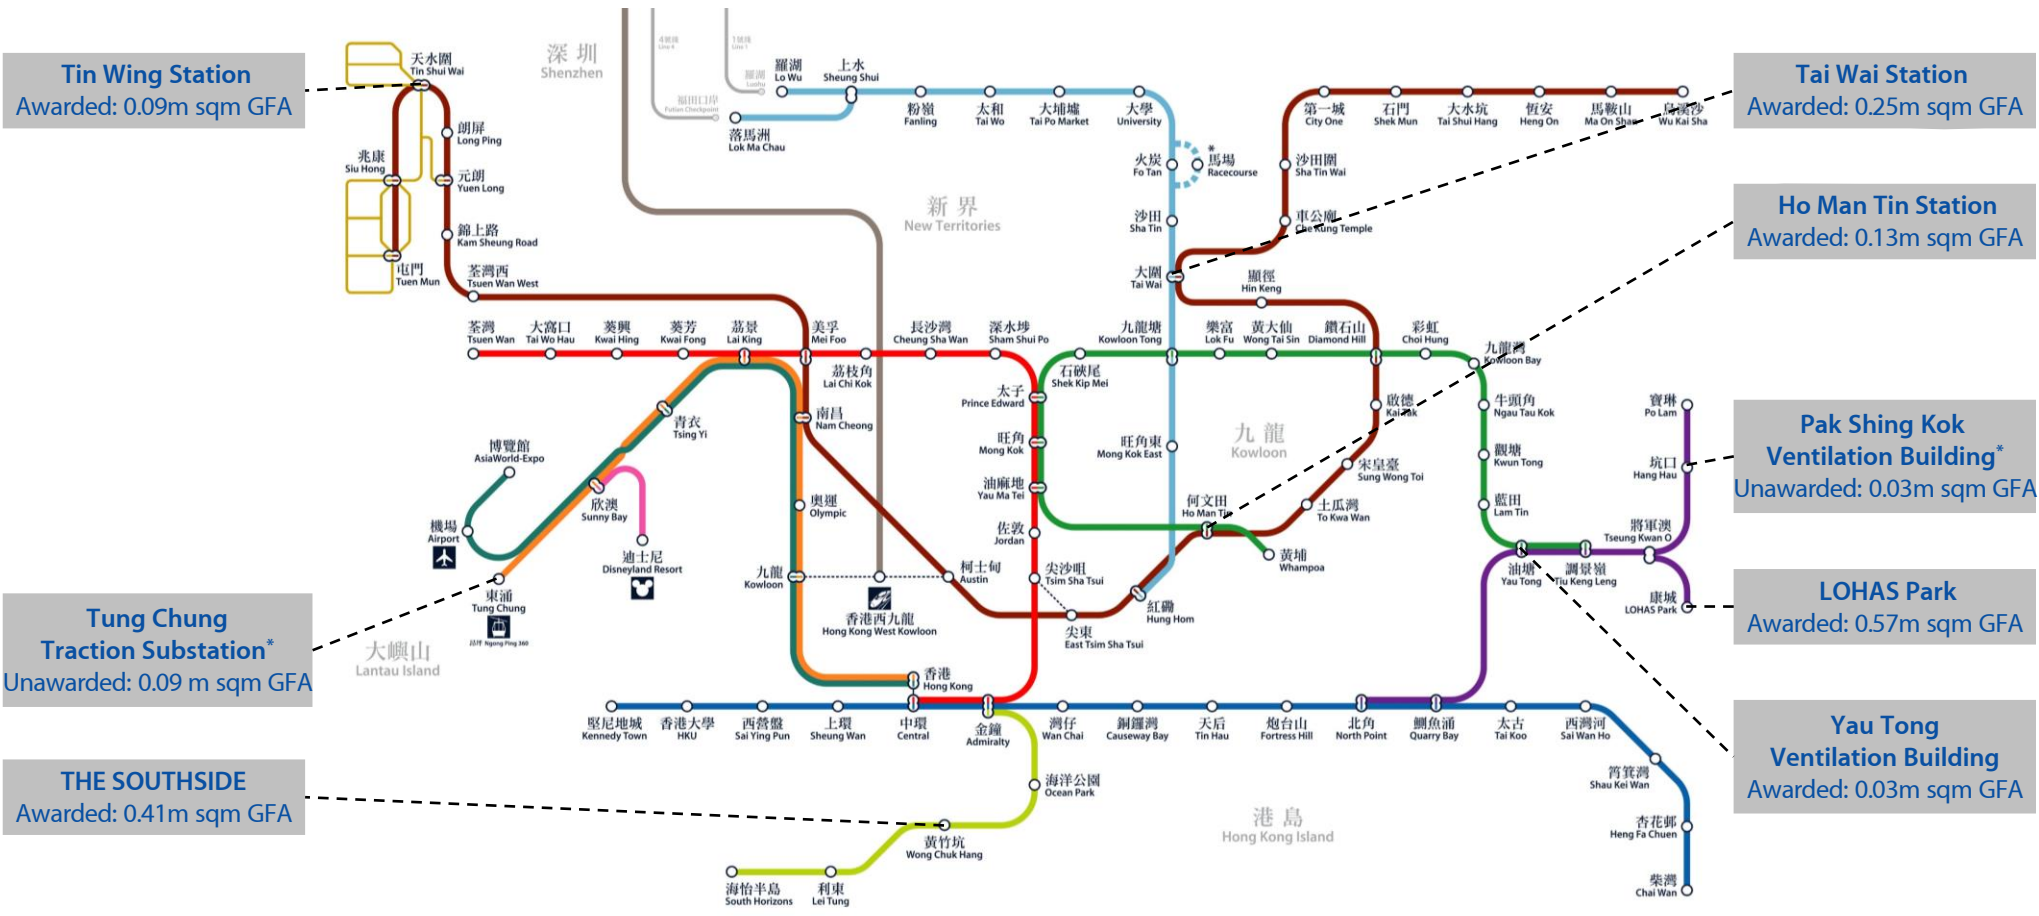 Tin Wing Station
Awarded: 0.09m sqm GFA
Tung Chung
Traction Substation*
Unawarded: 0.09 m sqm GFA
THE SOUTHSIDE
Awarded: 0.41m sqm GFA
Tai Wai Station
Awarded: 0.25m sqm GFA
Ho Man Tin Station
Awarded: 0.13m sqm GFA
Pak Shing Kok
Ventilation Building*
Unawarded: 0.03m sqm GFA
LOHAS Park
Awarded: 0.57m sqm GFA
Yau Tong
Ventilation Building
Awarded: 0.03m sqm GFA
深圳
Shenzhen
新界
New Territories
九龍
Kowloon
大嶼山
Lantau Island
港島
Hong Kong Island
4號線
Line 4
1號線
Line 1
羅湖
Luohu
福田口岸
Futian Checkpoint
天水圍
Tin Shui Wai
朗屏
Long Ping
兆康
Siu Hong
元朗
Yuen Long
錦上路
Kam Sheung Road
屯門
Tuen Mun
荃灣西
Tsuen Wan West
羅湖
Lo Wu
上水
Sheung Shui
落馬洲
Lok Ma Chau
粉嶺
Fanling
太和
Tai Wo
大埔墟
Tai Po Market
大學
University
火炭
Fo Tan
*
馬場
Racecourse
沙田
Sha Tin
大圍
Tai Wai
第一城
City One
石門
Shek Mun
大水坑
Tai Shui Hang
恆安
Heng On
馬鞍山
Ma On Shan
烏溪沙
Wu Kai Sha
沙田圍
Sha Tin Wai
車公廟
Che Kung Temple
顯徑
Hin Keng
荃灣
Tsuen Wan
大窩口
Tai Wo Hau
葵興
Kwai Hing
葵芳
Kwai Fong
荔景
Lai King
美孚
Mei Foo
荔枝角
Lai Chi Kok
長沙灣
Cheung Sha Wan
深水埗
Sham Shui Po
石硤尾
Shek Kip Mei
九龍塘
Kowloon Tong
樂富
Lok Fu
黃大仙
Wong Tai Sin
鑽石山
Diamond Hill
彩虹
Choi Hung
九龍灣
Kowloon Bay
太子
Prince Edward
旺角
Mong Kok
油麻地
Yau Ma Tei
佐敦
Jordan
尖沙咀
Tsim Sha Tsui
旺角東
Mong Kok East
啟德
Kai Tak
宋皇臺
Sung Wong Toi
土瓜灣
To Kwa Wan
何文田
Ho Man Tin
黃埔
Whampoa
牛頭角
Ngau Tau Kok
觀塘
Kwun Tong
藍田
Lam Tin
油塘
Yau Tong
調景嶺
Tiu Keng Leng
寶琳
Po Lam
坑口
Hang Hau
將軍澳
Tseung Kwan O
康城
LOHAS Park
南昌
Nam Cheong
青衣
Tsing Yi
博覽館
AsiaWorld-Expo
機場
Airport
欣澳
Sunny Bay
迪士尼
Disneyland Resort
東涌
Tung Chung
昂坪 Ngong Ping 360
奧運
Olympic
九龍
Kowloon
香港西九龍
Hong Kong West Kowloon
柯士甸
Austin
尖東
East Tsim Sha Tsui
紅磡
Hung Hom
香港
Hong Kong
堅尼地城
Kennedy Town
香港大學
HKU
西營盤
Sai Ying Pun
上環
Sheung Wan
中環
Central
金鐘
Admiralty
灣仔
Wan Chai
銅鑼灣
Causeway Bay
天后
Tin Hau
炮台山
Fortress Hill
北角
North Point
鰂魚涌
Quarry Bay
太古
Tai Koo
西灣河
Sai Wan Ho
筲箕灣
Shau Kei Wan
杏花邨
Heng Fa Chuen
柴灣
Chai Wan
海洋公園
Ocean Park
黃竹坑
Wong Chuk Hang
利東
Lei Tung
海怡半島
South Horizons